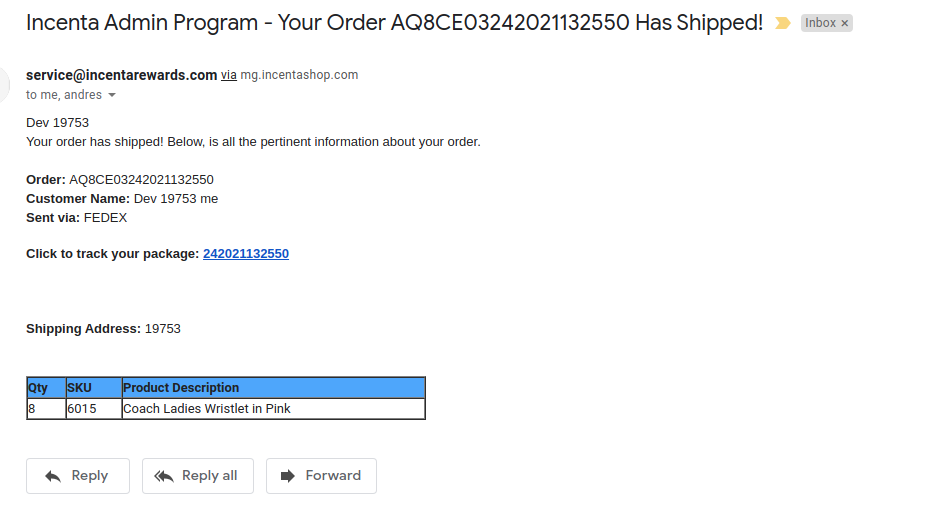 Incenta Admin Program - Your Order AQ8CE03242021132550 Has Shipped! Inbox ×
service@incentarewards.com via mg.incentashop.com
to me, andres
Dev 19753
Your order has shipped! Below, is all the pertinent information about your order.
Order: AQ8CE03242021132550
Customer Name: Dev 19753 me
Sent via: FEDEX
Click to track your package: 242021132550
Shipping Address: 19753
Qty SKU Product Description
8 6015 Coach Ladies Wristlet in Pink
Reply Reply all Forward